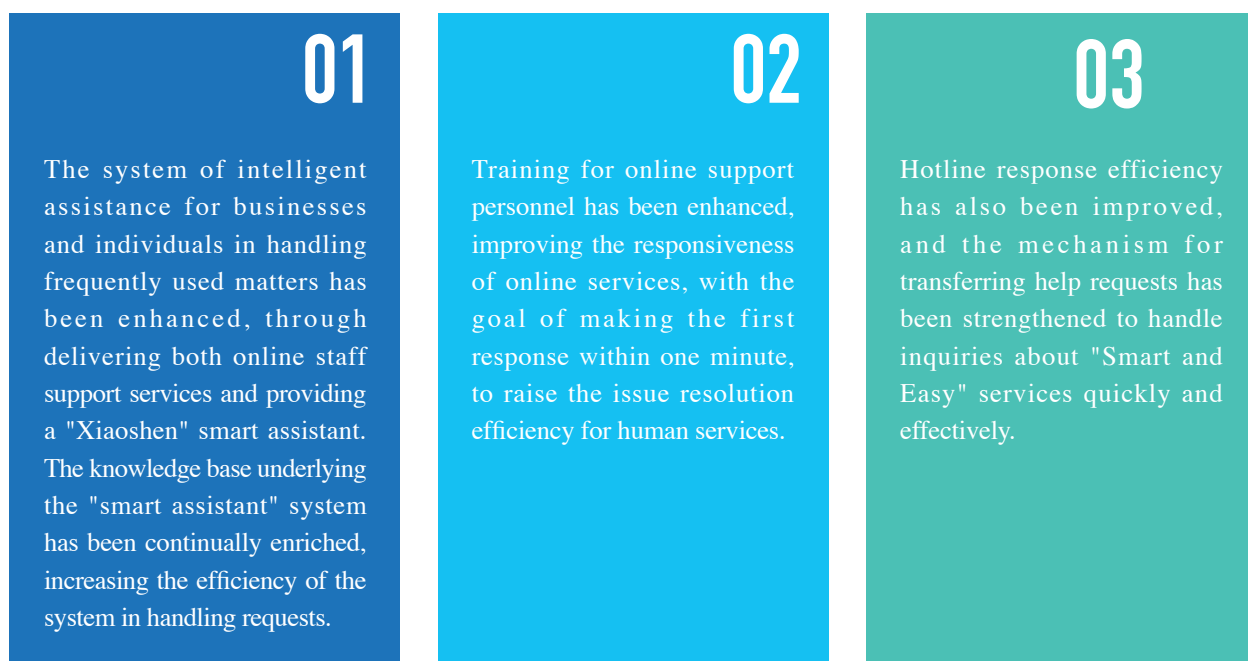 01
The system of intelligent
assistance for businesses
and individuals in handling
frequently used matters has
been enhanced, through
delivering both online staff
support services and providing
a "Xiaoshen" smart assistant.
The knowledge base underlying
the "smart assistant" system
has been continually enriched,
increasing the efficiency of the
system in handling requests.
02
Training for online support
personnel has been enhanced,
improving the responsiveness
of online services, with the
goal of making the first
response within one minute,
to raise the issue resolution
efficiency for human services.
03
Hotline response efficiency
has also been improved,
and the mechanism for
transferring help requests has
been strengthened to handle
inquiries about "Smart and
Easy" services quickly and
effectively.